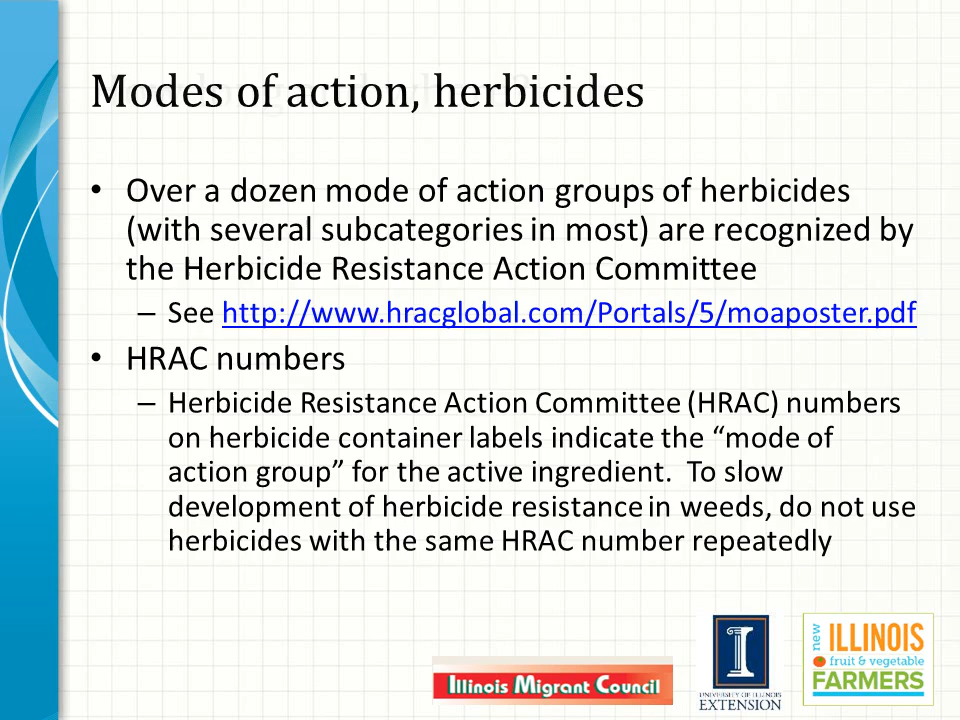 Modes of action, herbicides
• Over a dozen mode of action groups of herbicides
(with several subcategories in most) are recognized by
the Herbicide Resistance Action Committee
– See http://www.hracglobal.com/Portals/5/moaposter.pdf
• HRAC numbers
– Herbicide Resistance Action Committee (HRAC) numbers
on herbicide container labels indicate the “mode of
action group” for the active ingredient.  To slow
development of herbicide resistance in weeds, do not use
herbicides with the same HRAC number repeatedly
Illinois Migrant Council
I
UNIVERSITY OF ILLINOIS
EXTENSION
new
ILLINOIS
fruit & vegetable
FARMERS